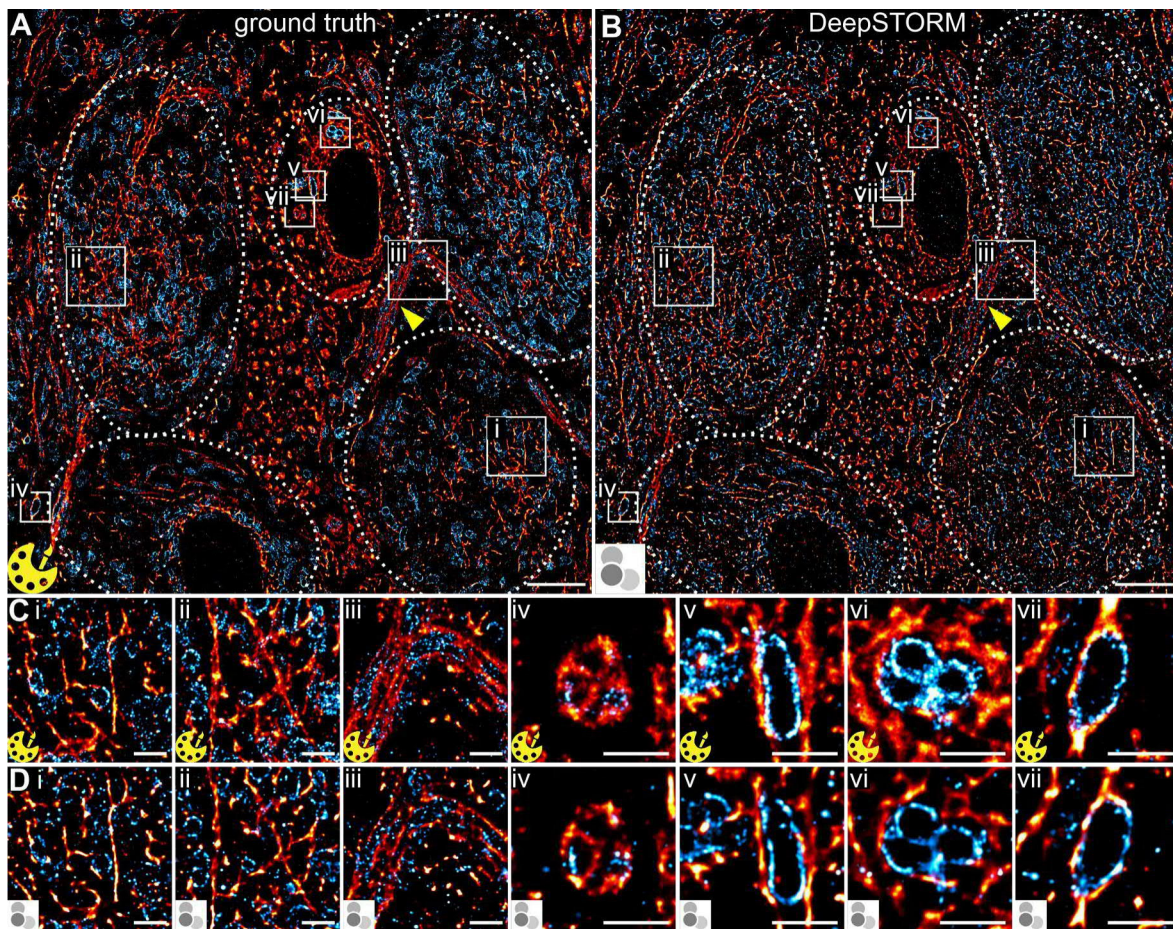 A ground truth
B DeepSTORM
vi
vi
v
v
vii
vii
ii
iii
ii
iii
i
i
iv
iv
C i ii iii iv v vi vii
D i ii iii iv v vi vii